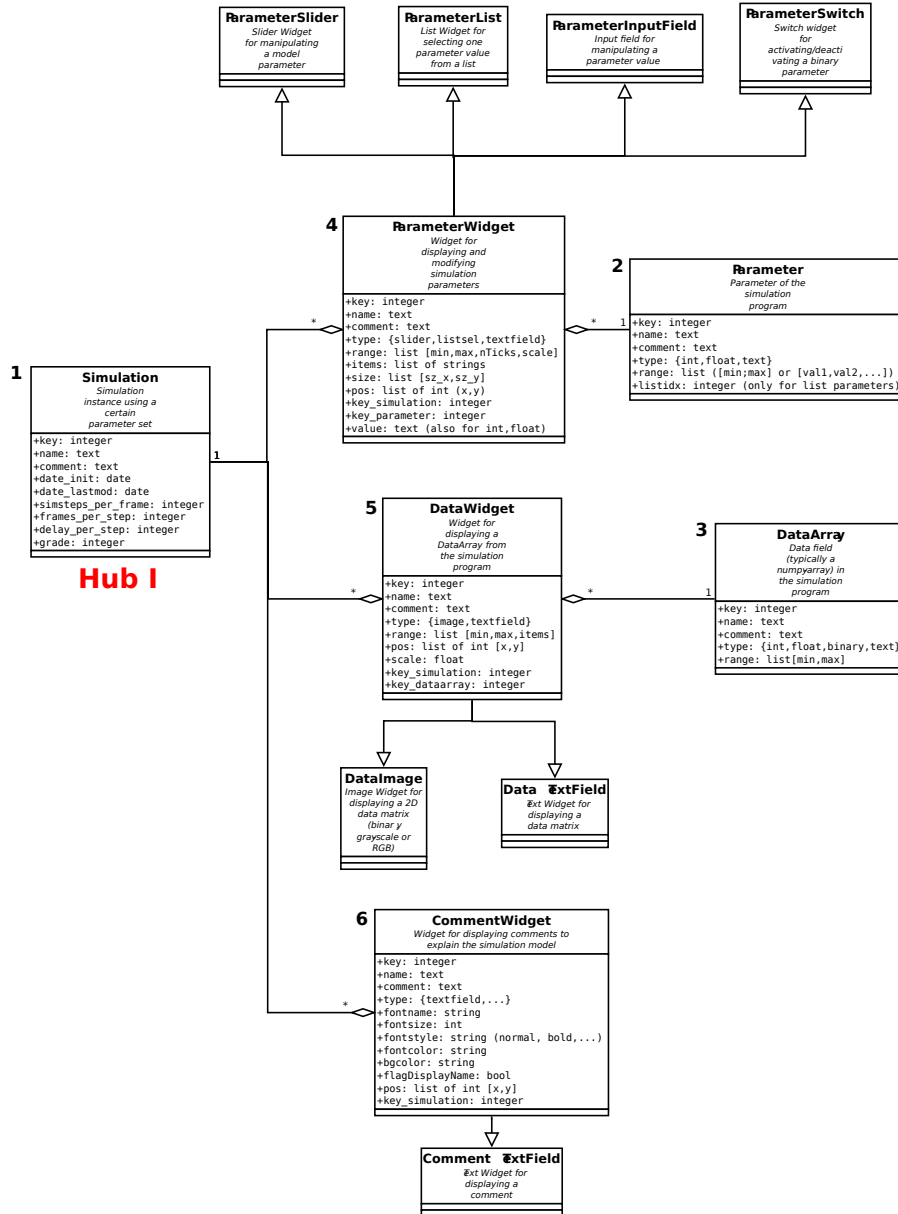 ParameterSlider
Slider Widget
for manipulating
a model
parameter
ParameterList
List Widget for
selecting one
parameter value
from a list
ParameterInputField
Input field for
manipulating a
parameter value
ParameterSwitch
Switch widget
for
activating/deacti
vating a binary
parameter
4
ParameterWidget
Widget for
displaying and
modifying
simulation
parameters
+key: integer
+name: text
+comment: text
+type: {slider,listsel,textfield}
+range: list [min,max,nTicks,scale]
+items: list of strings
+size: list [sz_x,sz_y]
+pos: list of int (x,y)
+key_simulation: integer
+key_parameter: integer
+value: text (also for int,float)
*
*
1
2
Parameter
Parameter of the
simulation
program
+key: integer
+name: text
+comment: text
+type: {int,float,text}
+range: list ([min;max] or [val1,val2,...])
+listidx: integer (only for list parameters)
1
Simulation
Simulation
instance using a
certain
parameter set
+key: integer
+name: text
+comment: text
+date_init: date
+date_lastmod: date
+simsteps_per_frame: integer
+frames_per_step: integer
+delay_per_step: integer
+grade: integer
1
Hub I
5
DataWidget
Widget for
displaying a
DataArray from
the simulation
program
+key: integer
+name: text
+comment: text
+type: {image,textfield}
+range: list [min,max,items]
+pos: list of int [x,y]
+scale: float
+key_simulation: integer
+key_dataarray: integer
*
*
1
3
DataArray
Data field
(typically a
numpyarray) in
the simulation
program
+key: integer
+name: text
+comment: text
+type: {int,float,binary,text}
+range: list[min,max]
DataImage
Image Widget for
displaying a 2D
data matrix
(binary,
grayscale or
RGB)
Data TextField
Text Widget for
displaying a
data matrix
6
CommentWidget
Widget for displaying comments to
explain the simulation model
+key: integer
+name: text
+comment: text
+type: {textfield,...}
+fontname: string
+fontsize: int
+fontstyle: string (normal, bold,...)
+fontcolor: string
+bgcolor: string
+flagDisplayName: bool
+pos: list of int [x,y]
+key_simulation: integer
*
Comment TextField
Text Widget for
displaying a
comment